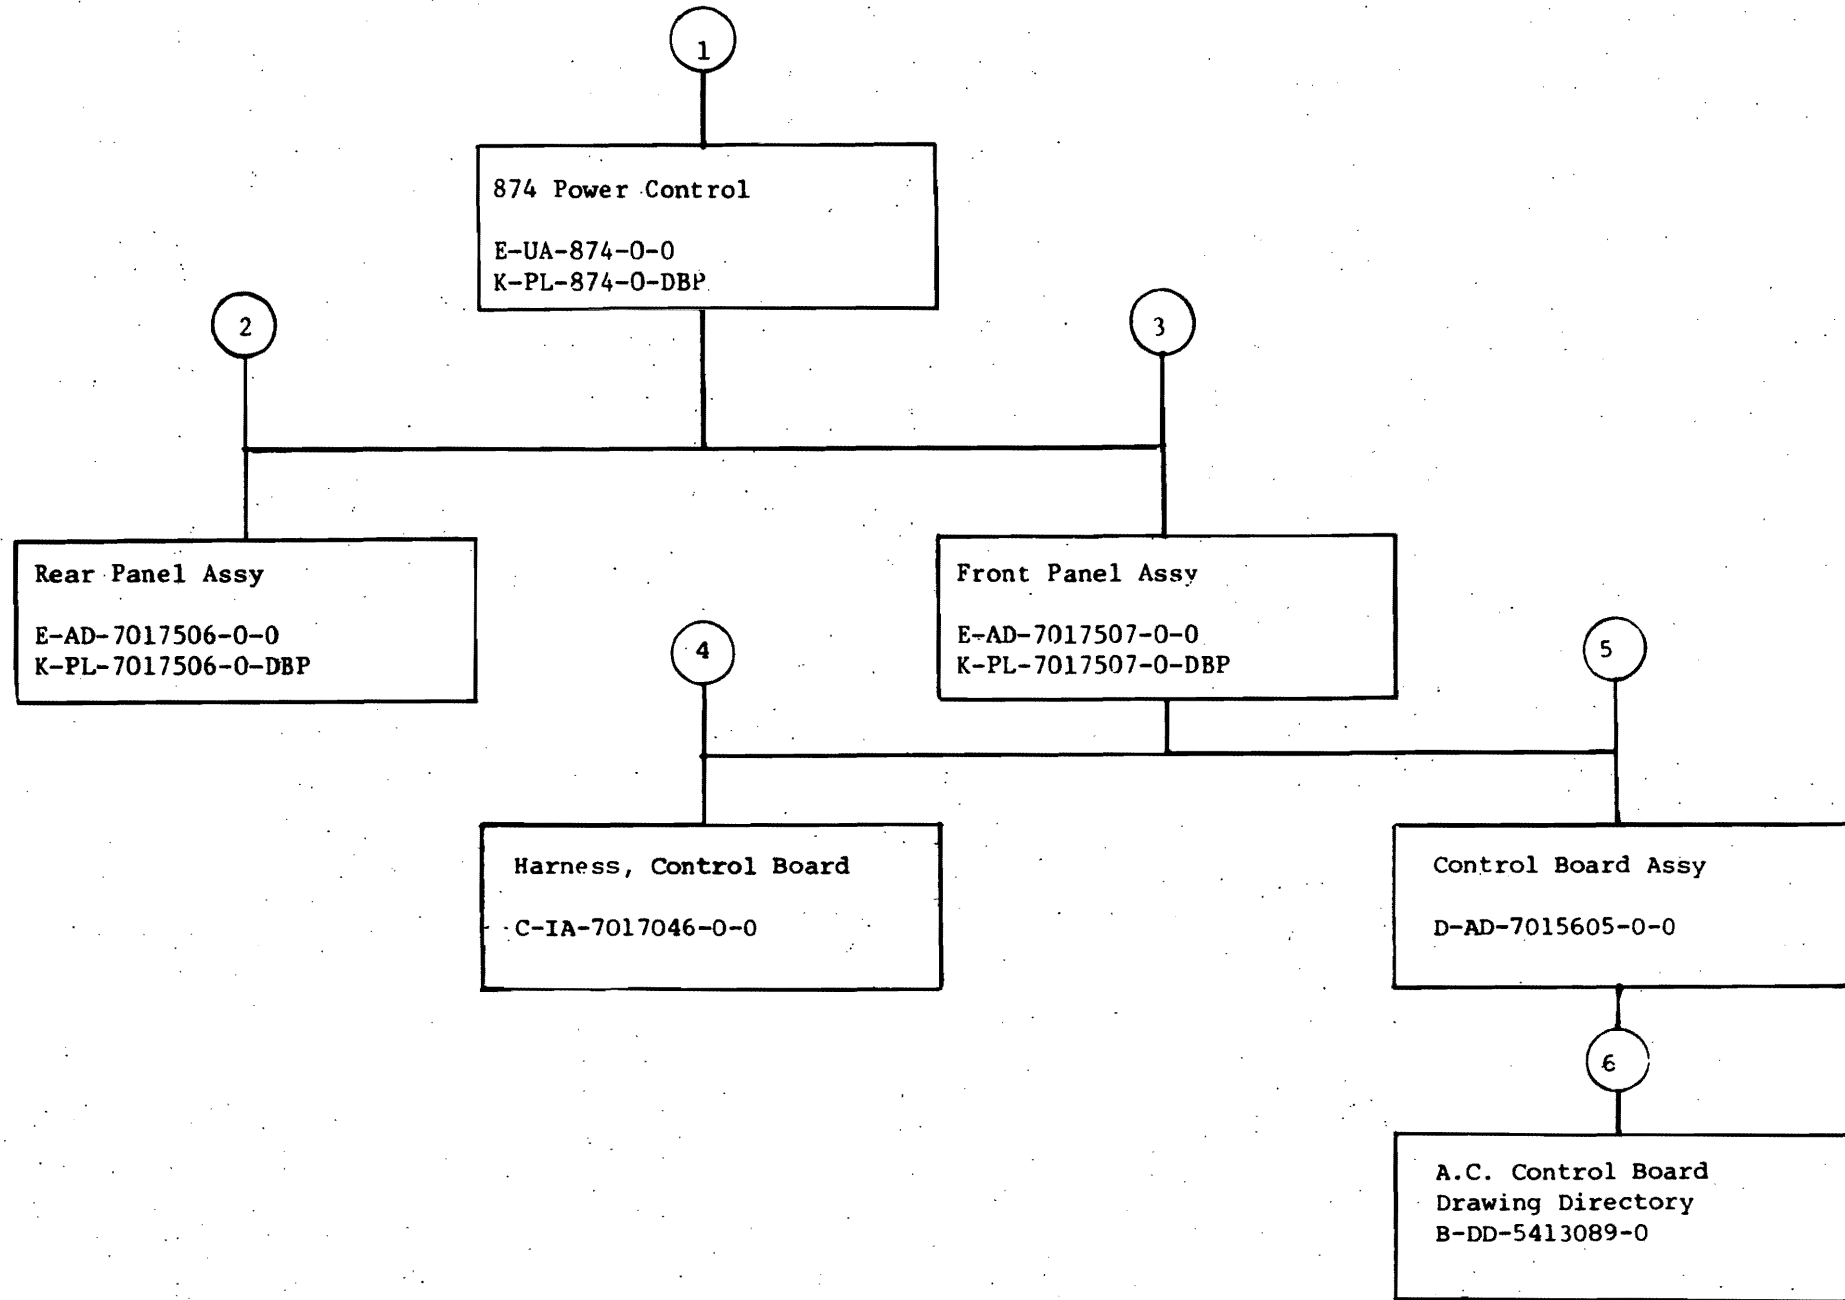 1
874 Power Control
E-UA-874-0-0
K-PL-874-0-DBP
2
3
Rear Panel Assy
E-AD-7017506-0-0
K-PL-7017506-0-DBP
Front Panel Assy
E-AD-7017507-0-0
K-PL-7017507-0-DBP
4
5
Harness, Control Board
C-IA-7017046-0-0
Control Board Assy
D-AD-7015605-0-0
6
A.C. Control Board
Drawing Directory
B-DD-5413089-0